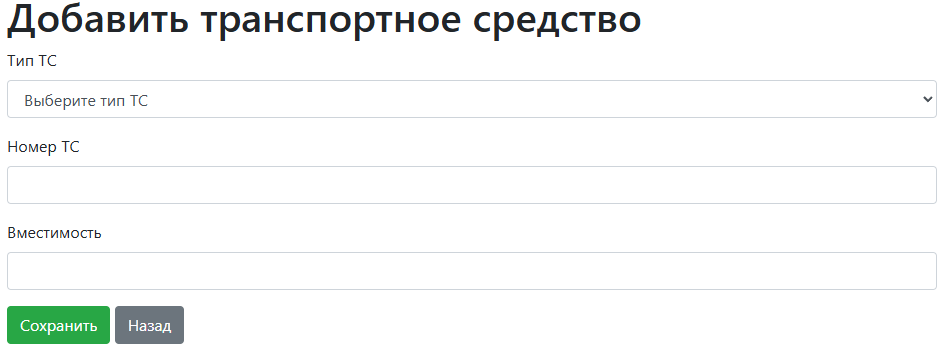 Добавить транспортное средство
Тип ТС
Выберите тип ТС
Номер ТС
Вместимость
Сохранить Назад